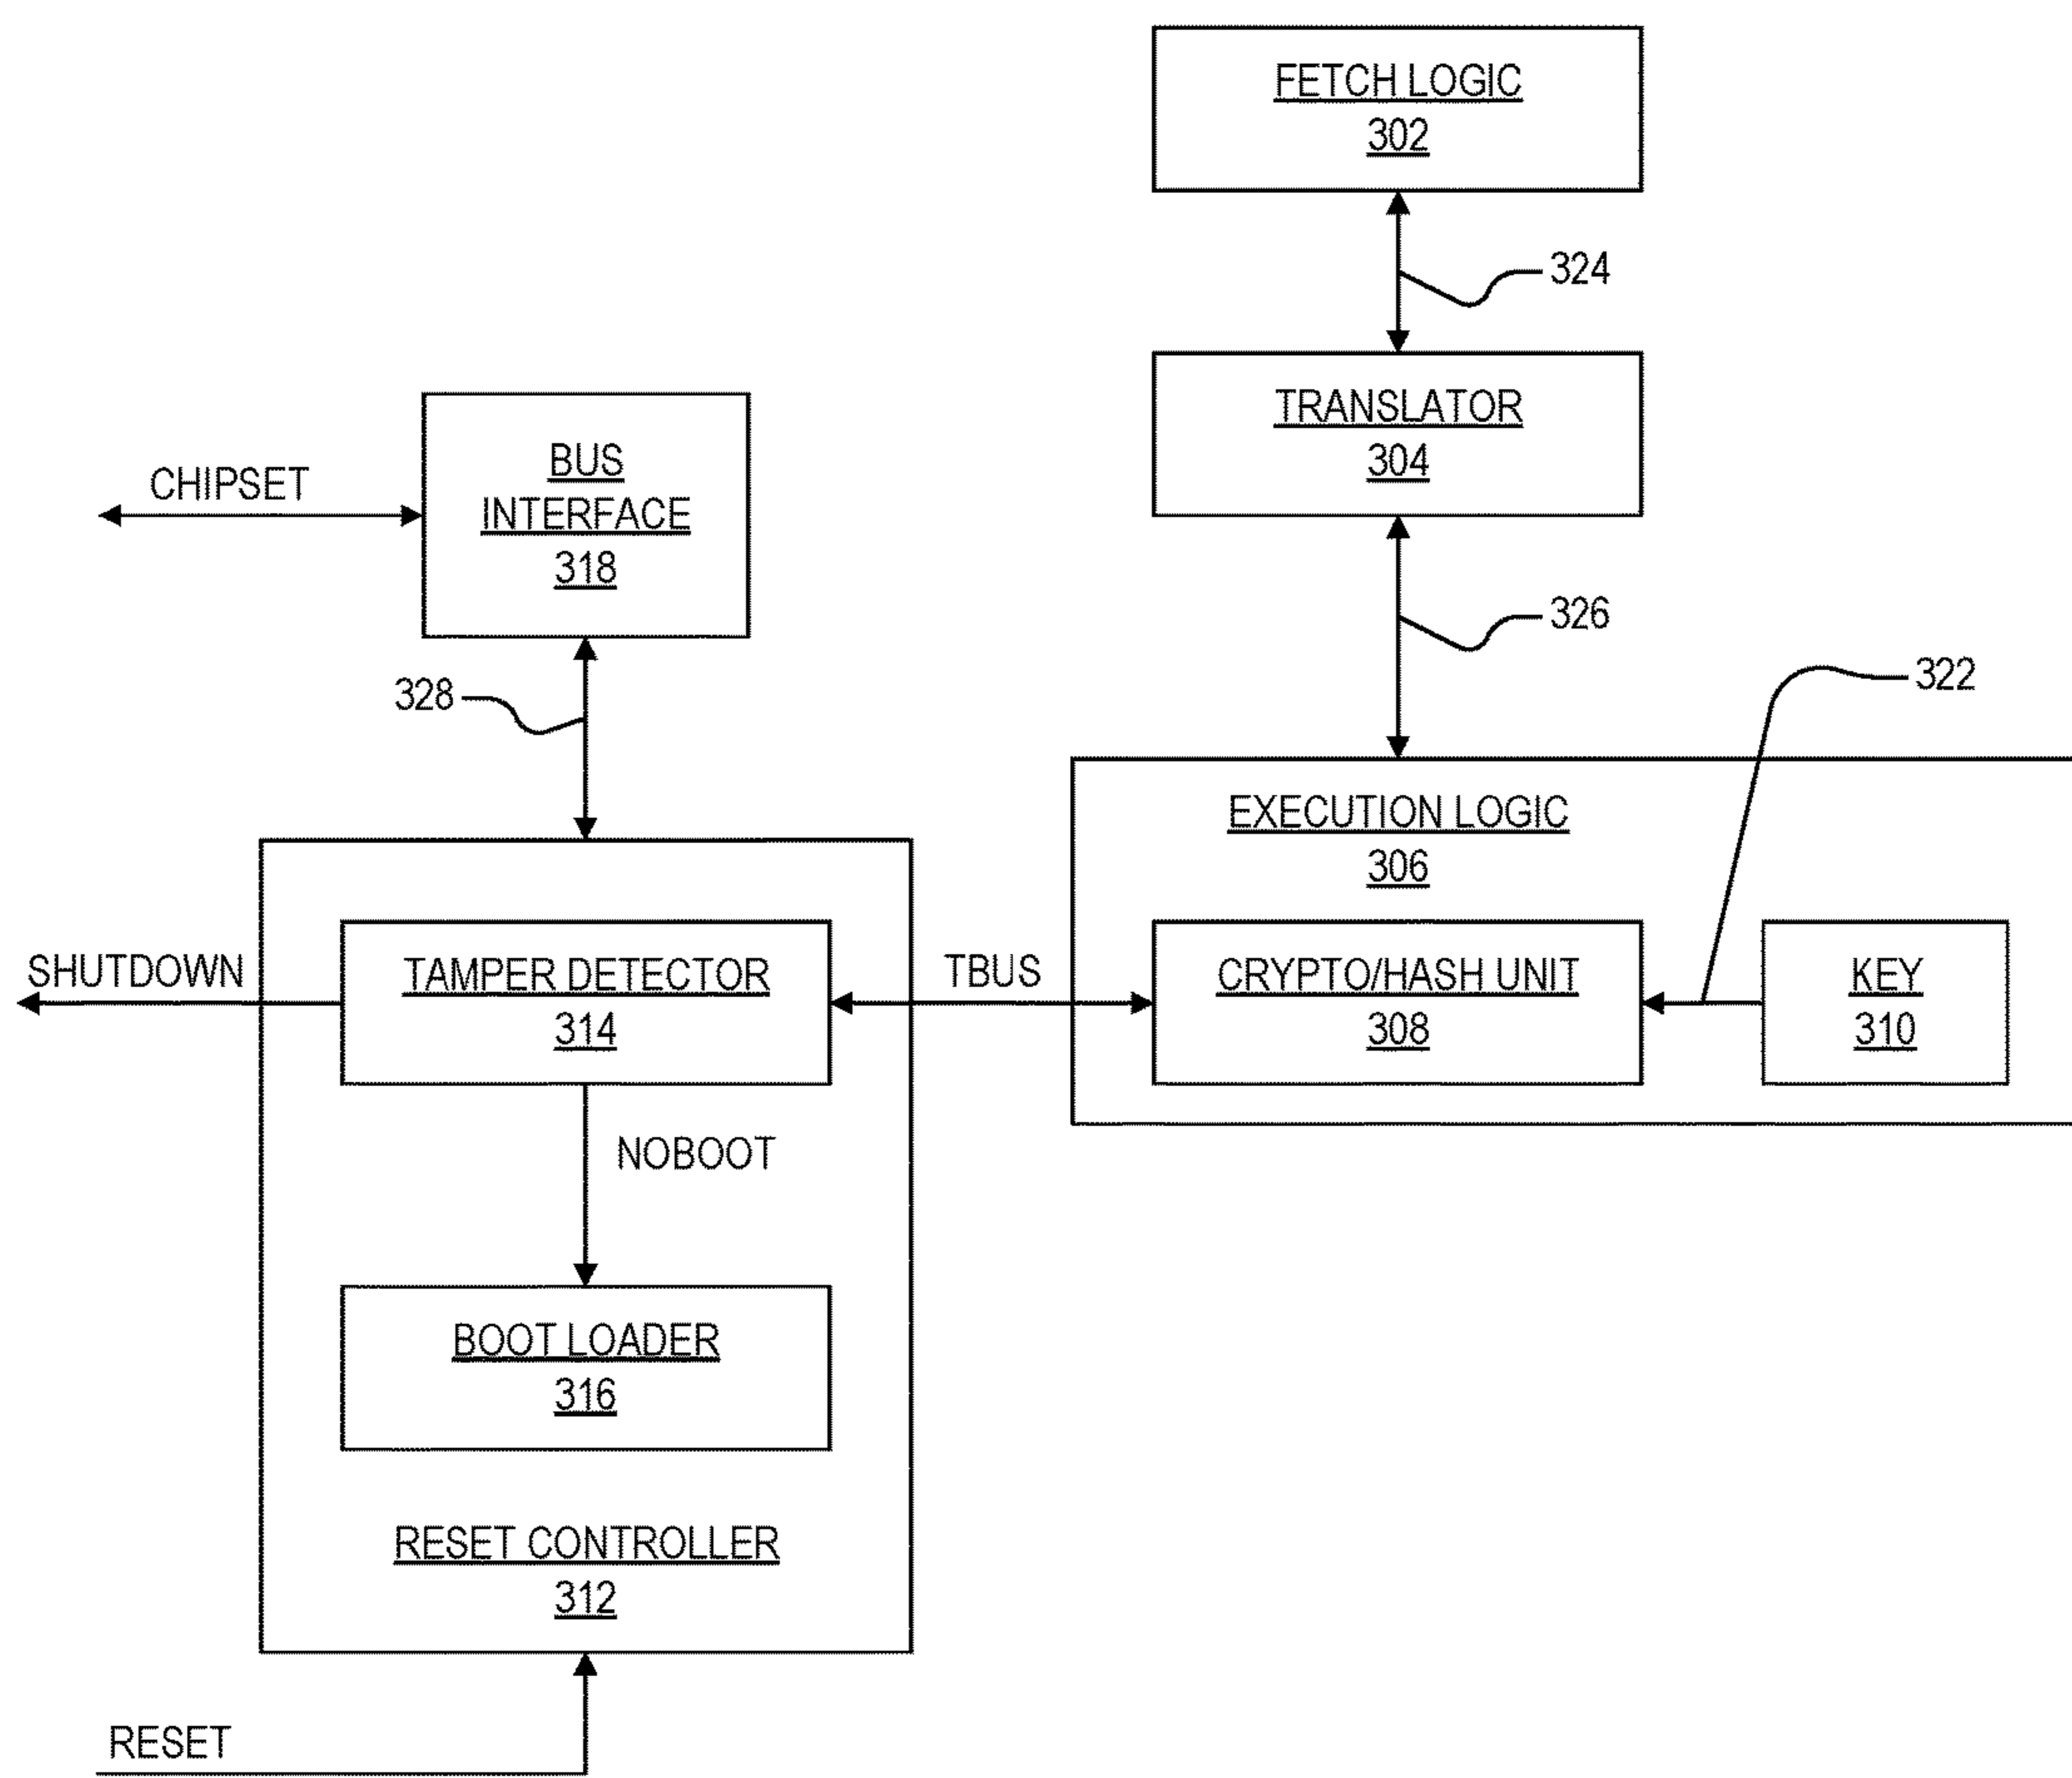 FETCH LOGIC
302
324
TRANSLATOR
304
CHIPSET
BUS
INTERFACE
318
326
328
322
EXECUTION LOGIC
306
SHUTDOWN
TAMPER DETECTOR
314
TBUS
CRYPTO/HASH UNIT
308
KEY
310
NOBOOT
BOOT LOADER
316
RESET CONTROLLER
312
RESET